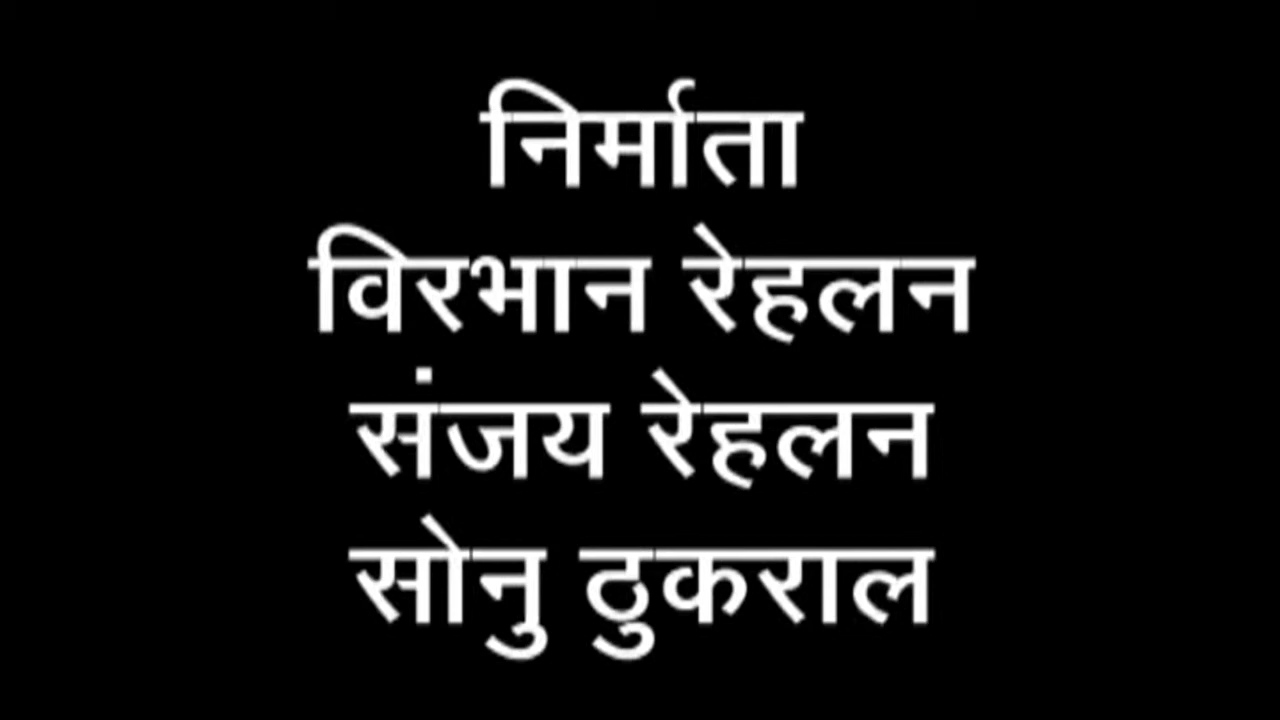 निर्माता
विरभान रेहलन
संजय रेहलन
सोनु ठुकराल